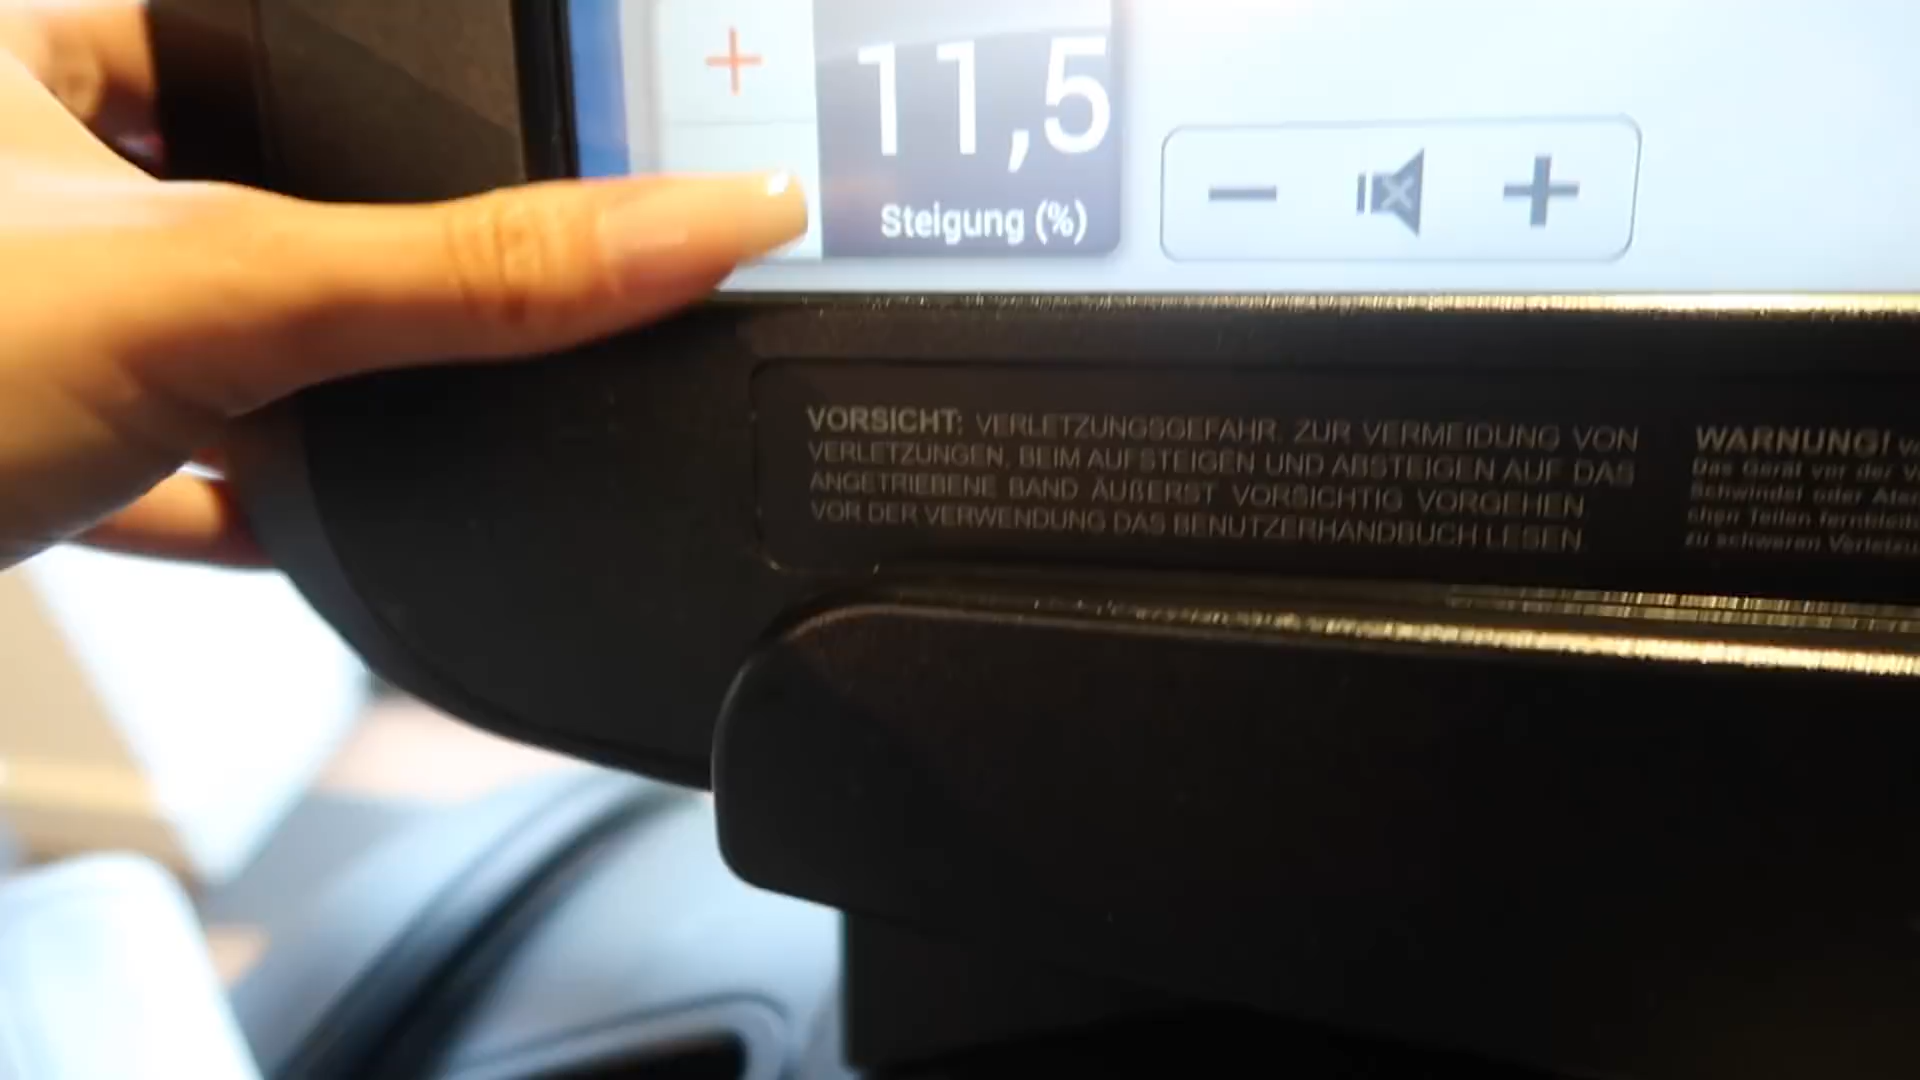 11,5
Steigung (%)
VORSICHT: VERLETZUNGSGEFAHR. ZUR VERMEIDUNG VON
VERLETZUNGEN, BEIM AUFSTEIGEN UND ABSTEIGEN AUF DAS
ANGETRIEBENE BAND ÄUßERST VORSICHTIG VORGEHEN
VOR DER VERWENDUNG DAS BENUTZERHANDBUCH LESEN.
WARNUNG!
Das Gerät vor der
Schwindel oder
chen Teilen
zu schweren